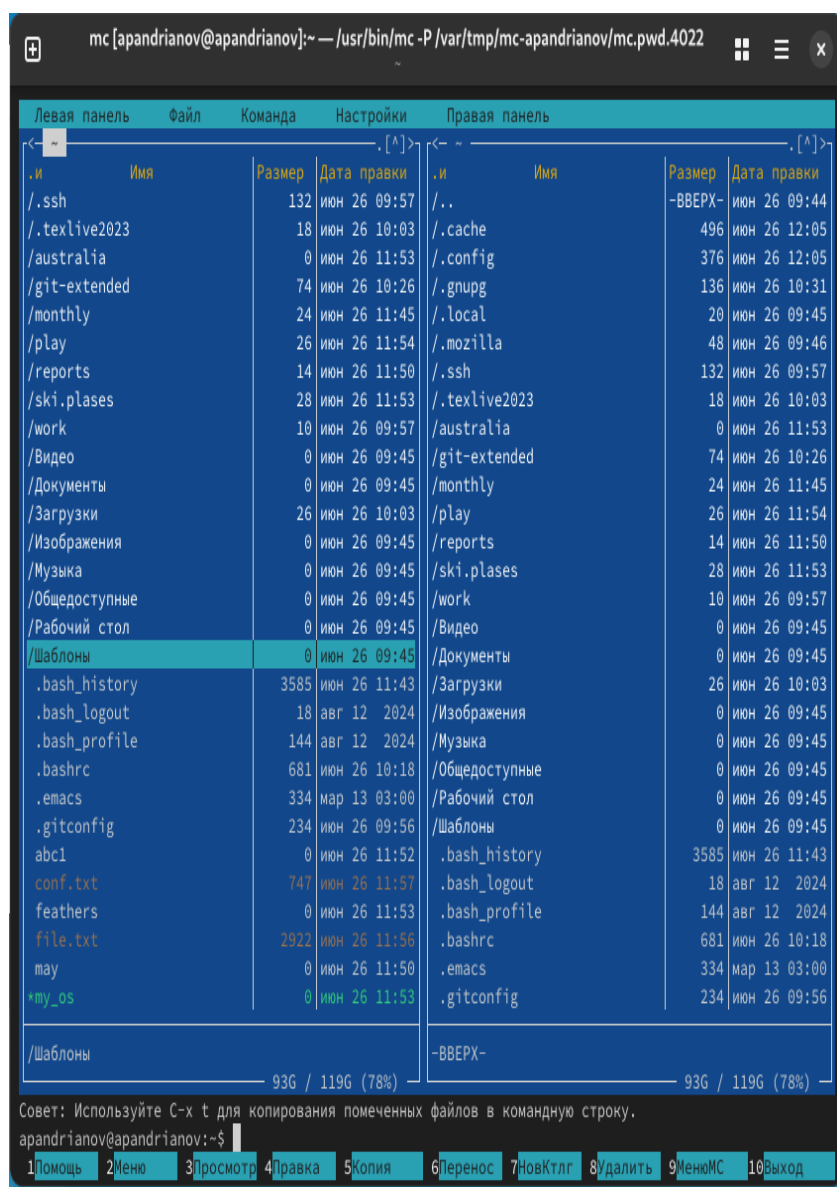 mc [apandrianov@apandrianov]:~ — /usr/bin/mc -P /var/tmp/mc-apandrianov/mc.pwd.4022
~
Левая панель Файл Команда Настройки Правая панель
<- ~ .[^]>
.и Имя Размер Дата правки
/.ssh 132 июн 26 09:57
/.texlive2023 18 июн 26 10:03
/australia 0 июн 26 11:53
/git-extended 74 июн 26 10:26
/monthly 24 июн 26 11:45
/play 26 июн 26 11:54
/reports 14 июн 26 11:50
/ski.plases 28 июн 26 11:53
/work 10 июн 26 09:57
/Видео 0 июн 26 09:45
/Документы 0 июн 26 09:45
/Загрузки 26 июн 26 10:03
/Изображения 0 июн 26 09:45
/Музыка 0 июн 26 09:45
/Общедоступные 0 июн 26 09:45
/Рабочий стол 0 июн 26 09:45
/Шаблоны 0 июн 26 09:45
.bash_history 3585 июн 26 11:43
.bash_logout 18 авг 12 2024
.bash_profile 144 авг 12 2024
.bashrc 681 июн 26 10:18
.emacs 334 мар 13 03:00
.gitconfig 234 июн 26 09:56
abc1 0 июн 26 11:52
conf.txt 747 июн 26 11:57
feathers 0 июн 26 11:53
file.txt 2922 июн 26 11:56
may 0 июн 26 11:50
*my_os 0 июн 26 11:53
/Шаблоны
93G / 119G (78%)
<- ~ .[^]>
.и Имя Размер Дата правки
/.. -ВВЕРХ- июн 26 09:44
/.cache 496 июн 26 12:05
/.config 376 июн 26 12:05
/.gnupg 136 июн 26 10:31
/.local 20 июн 26 09:45
/.mozilla 48 июн 26 09:46
/.ssh 132 июн 26 09:57
/.texlive2023 18 июн 26 10:03
/australia 0 июн 26 11:53
/git-extended 74 июн 26 10:26
/monthly 24 июн 26 11:45
/play 26 июн 26 11:54
/reports 14 июн 26 11:50
/ski.plases 28 июн 26 11:53
/work 10 июн 26 09:57
/Видео 0 июн 26 09:45
/Документы 0 июн 26 09:45
/Загрузки 26 июн 26 10:03
/Изображения 0 июн 26 09:45
/Музыка 0 июн 26 09:45
/Общедоступные 0 июн 26 09:45
/Рабочий стол 0 июн 26 09:45
/Шаблоны 0 июн 26 09:45
.bash_history 3585 июн 26 11:43
.bash_logout 18 авг 12 2024
.bash_profile 144 авг 12 2024
.bashrc 681 июн 26 10:18
.emacs 334 мар 13 03:00
.gitconfig 234 июн 26 09:56
-ВВЕРХ-
93G / 119G (78%)
Совет: Используйте C-x t для копирования помеченных файлов в командную строку.
apandrianov@apandrianov:~$
1Помощь 2Меню 3Просмотр 4Правка 5Копия 6Перенос 7НовКтлг 8Удалить 9МенюMC 10Выход